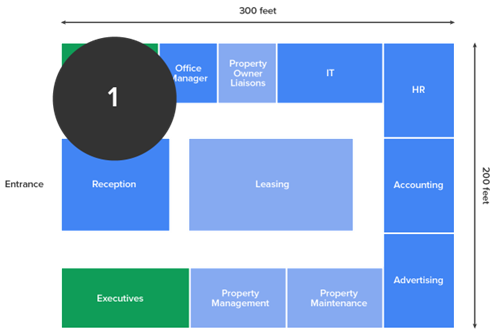 300 feet
1
Office
Manager
Property
Owner
Liaisons
IT
HR
Entrance
Reception
Leasing
Accounting
200 feet
Executives
Property
Management
Property
Maintenance
Advertising